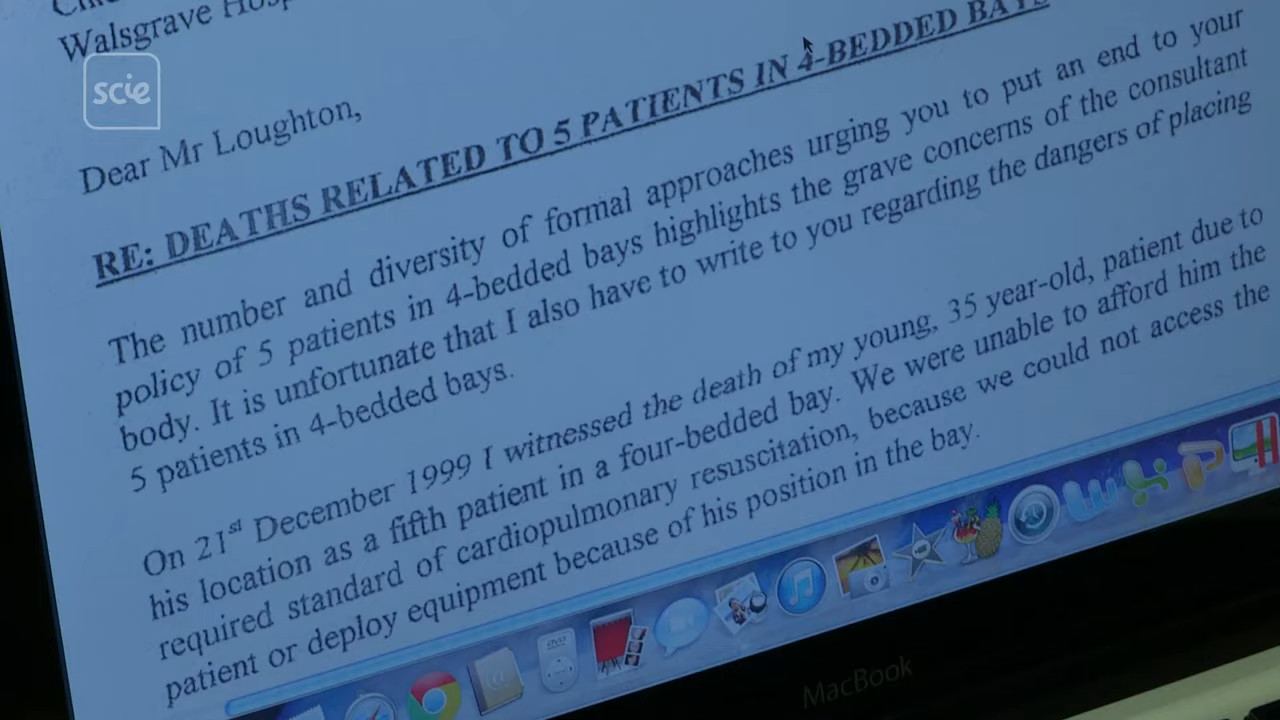 Walsgrave
scie
Dear Mr Loughton,
RE: DEATHS RELATED TO 5 PATIENTS IN 4-BEDDED BAYS
The number and diversity of formal approaches urging you to put an end to your
policy of 5 patients in 4-bedded bays highlights the grave concerns of the consultant
body. It is unfortunate that I also have to write to you regarding the dangers of placing
5 patients in 4-bedded bays.
On 21st December 1999 I witnessed the death of my young, 35 year-old, patient due to
his location as a fifth patient in a four-bedded bay. We were unable to afford him the
required standard of cardiopulmonary resuscitation, because we could not access the
patient or deploy equipment because of his position in the bay.
MacBook